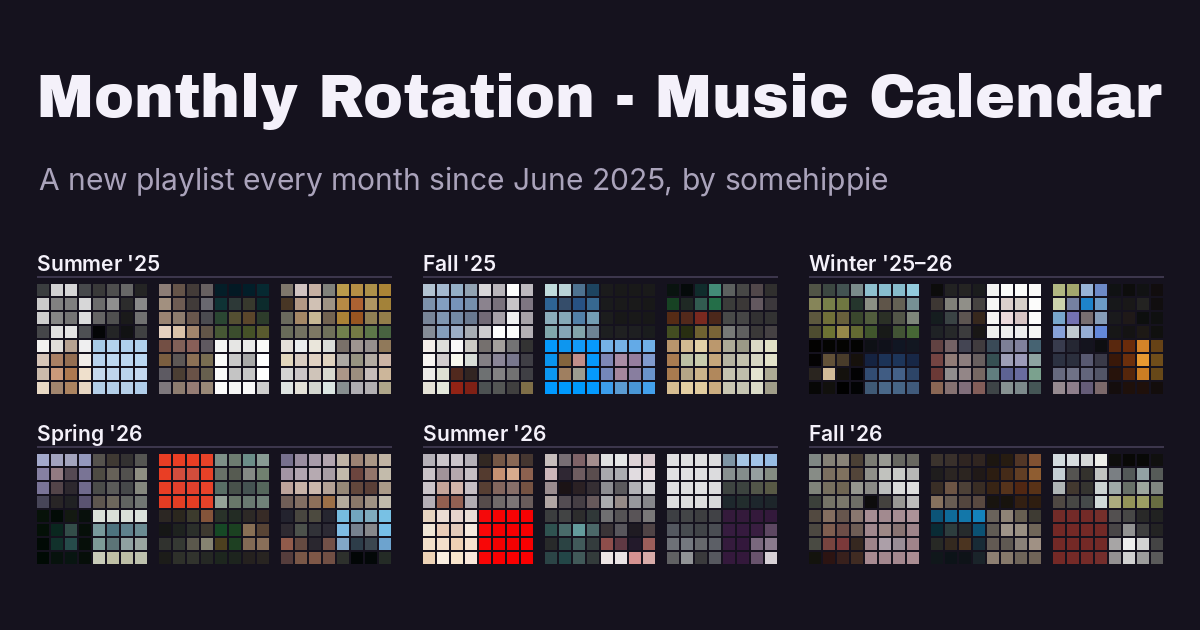 Monthly Rotation - Music Calendar
A new playlist every month since June 2025, by somehippie
Summer '25
Fall '25
Winter '25–26
Spring '26
Summer '26
Fall '26